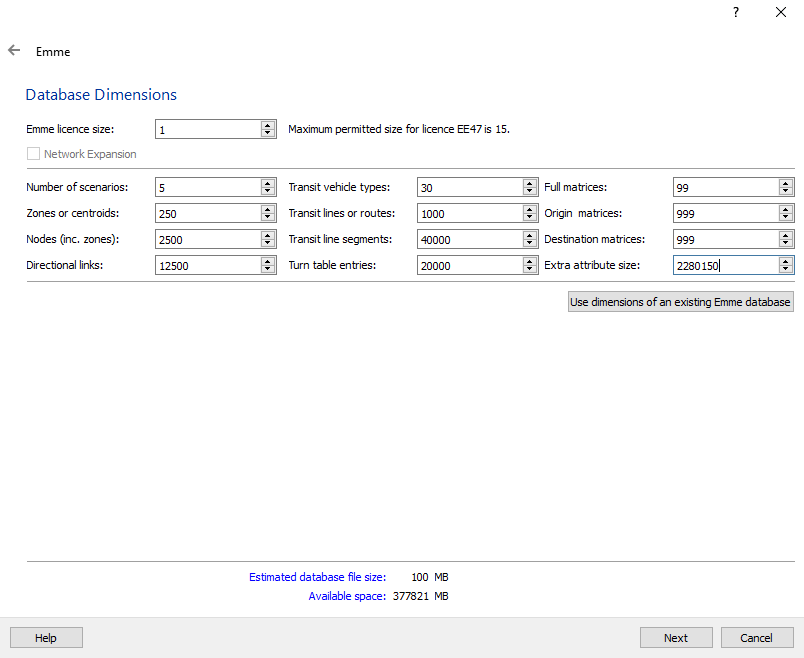 ?
Emme
Database Dimensions
Emme licence size: 1 Maximum permitted size for licence EE47 is 15.
Network Expansion
Number of scenarios: 5 Transit vehicle types: 30 Full matrices: 99
Zones or centroids: 250 Transit lines or routes: 1000 Origin matrices: 999
Nodes (inc. zones): 2500 Transit line segments: 40000 Destination matrices: 999
Directional links: 12500 Turn table entries: 20000 Extra attribute size: 2280150
Use dimensions of an existing Emme database
Estimated database file size: 100 MB
Available space: 377821 MB
Help Next Cancel